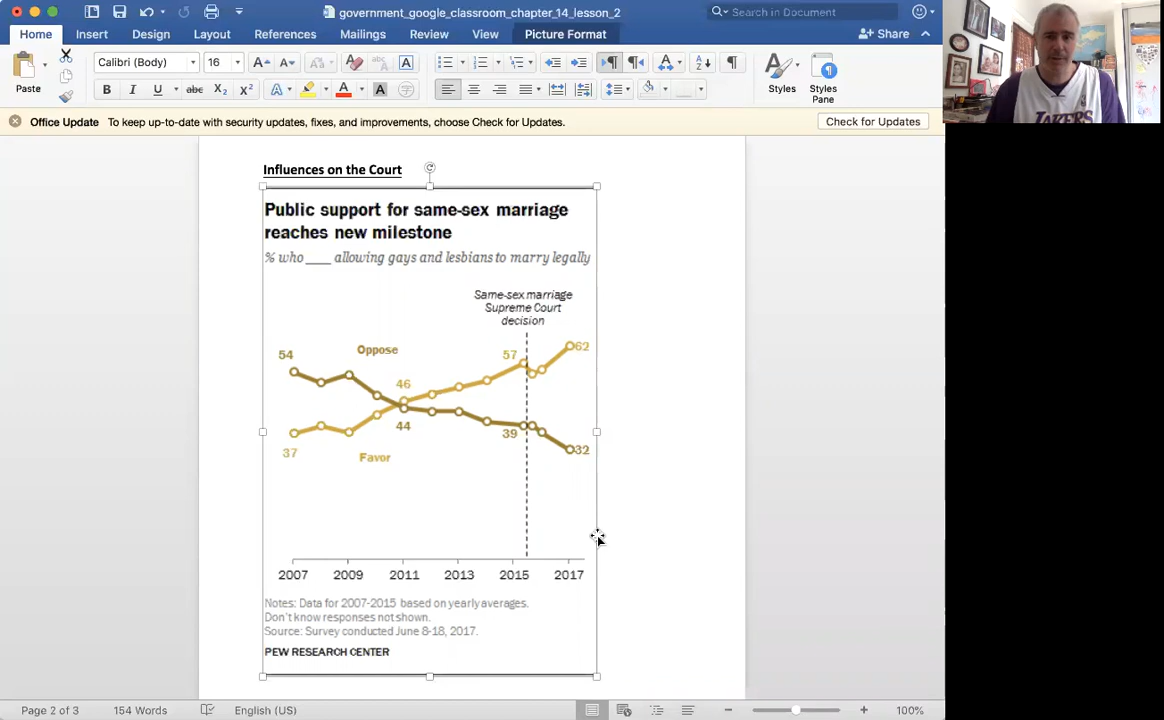 government_google_classroom_chapter_14_lesson_2
Search in Document
Home Insert Design Layout References Mailings Review View Picture Format Share
Paste
Calibri (Body) 16
B I U abc X2 X2 A A A
Styles
Styles Pane
Office Update To keep up-to-date with security updates, fixes, and improvements, choose Check for Updates.
Check for Updates
LAKERS
Influences on the Court
Public support for same-sex marriage
reaches new milestone
% who ___ allowing gays and lesbians to marry legally
Same-sex marriage
Supreme Court
decision
54 Oppose 57 62
46
44 39 32
37 Favor
2007 2009 2011 2013 2015 2017
Notes: Data for 2007-2015 based on yearly averages.
Don't know responses not shown.
Source: Survey conducted June 8-18, 2017.
PEW RESEARCH CENTER
Page 2 of 3 154 Words English (US) 100%